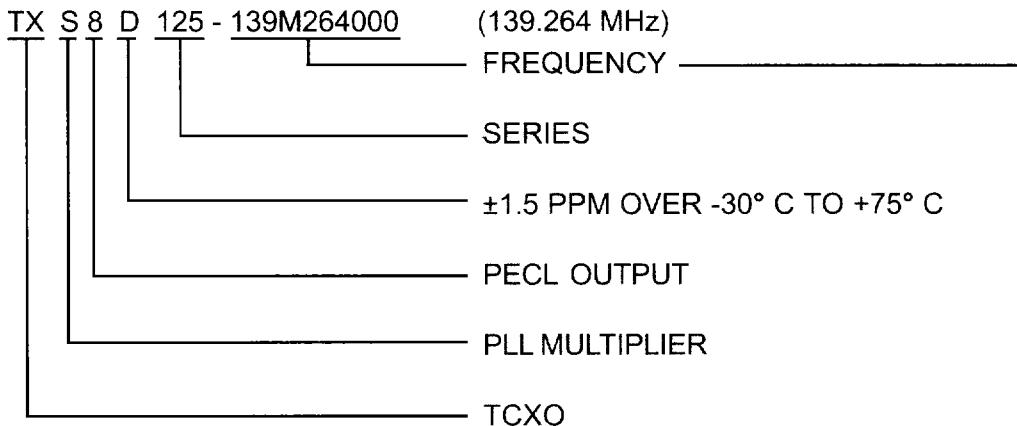 TX S 8 D 125 - 139M264000 (139.264 MHz)
FREQUENCY
SERIES
±1.5 PPM OVER -30° C TO +75° C
PECL OUTPUT
PLL MULTIPLIER
TCXO